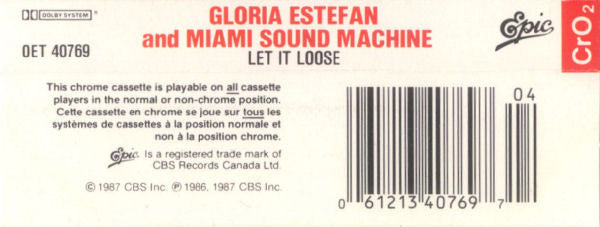 DOLBY SYSTEM
OET 40769
GLORIA ESTEFAN
and MIAMI SOUND MACHINE
LET IT LOOSE
Epic
CrO2
This chrome cassette is playable on all cassette
players in the normal or non-chrome position.
Cette cassette en chrome se joue sur tous les
systèmes de cassettes à la position normale et
non à la position chrome.
Epic Is a registered trade mark of
CBS Records Canada Ltd.
© 1987 CBS Inc. ℗ 1986, 1987 CBS Inc.
04
0 61213 40769 7